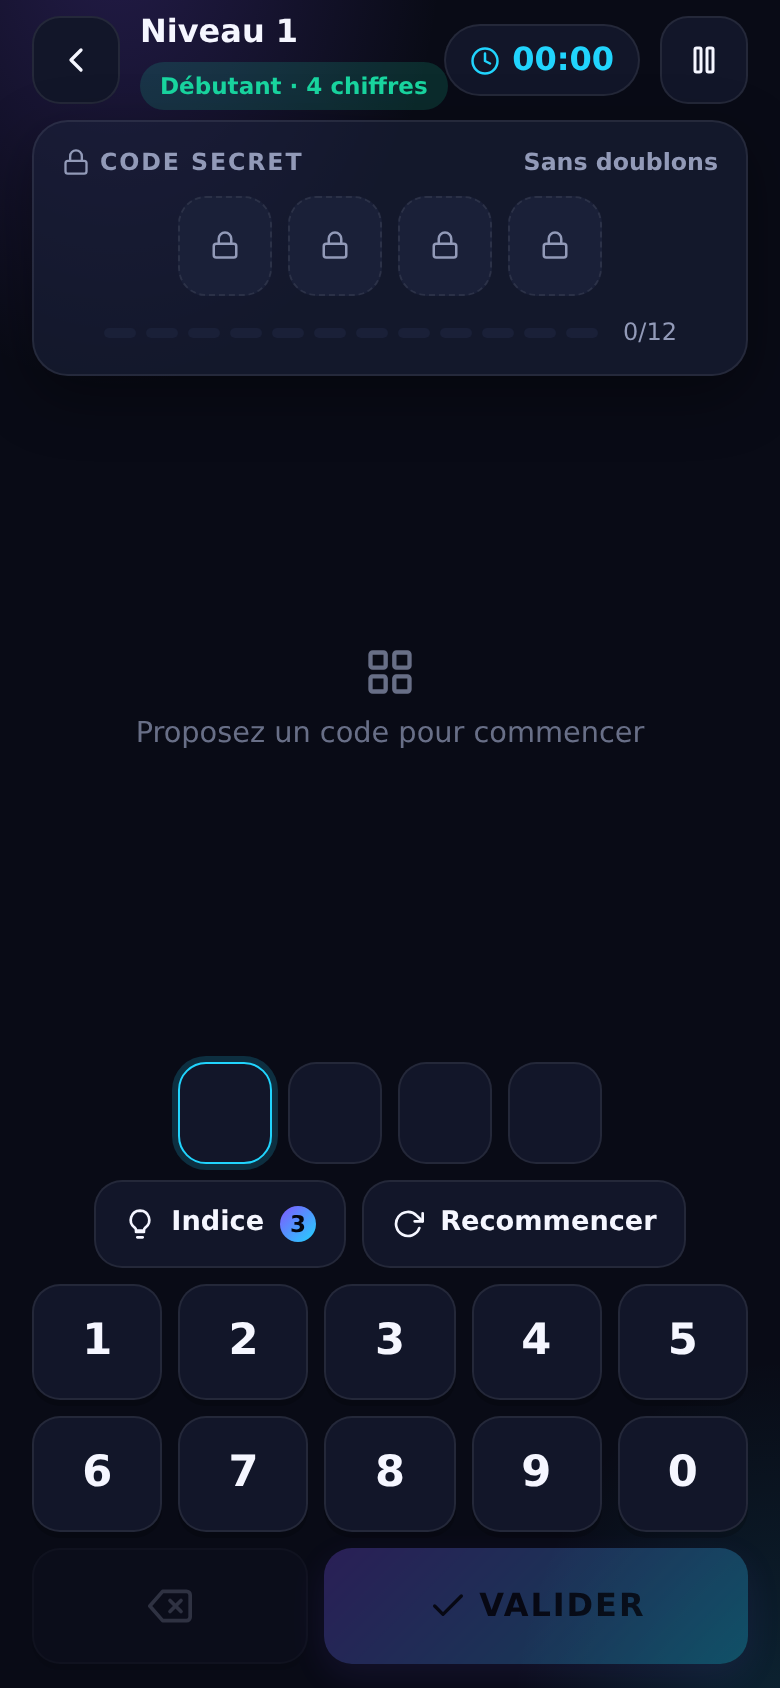 Niveau 1
Débutant · 4 chiffres
00:00
CODE SECRET
Sans doublons
0/12
Proposez un code pour commencer
Indice 3
Recommencer
1 2 3 4 5
6 7 8 9 0
VALIDER